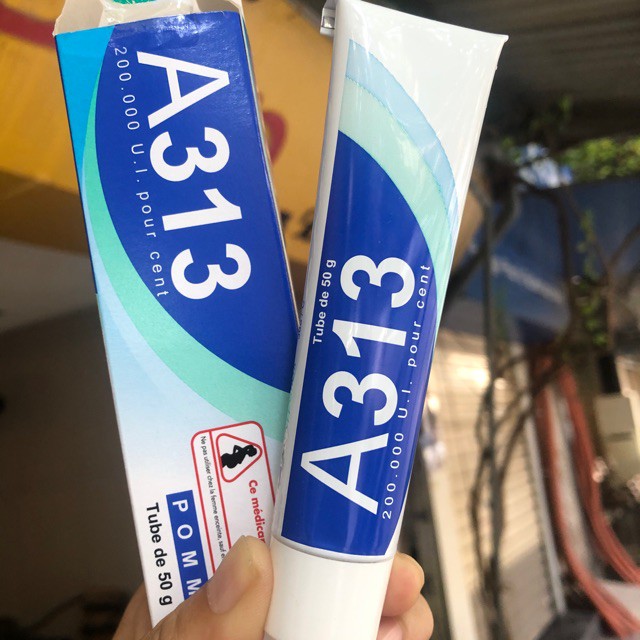 A313
200.000 U.I. pour cent
Ne pas utiliser chez la femme enceinte, sauf
Ce médica
POMM
Tube de 50 g
Tube de 50 g
A313
200.000 U.I. pour cent